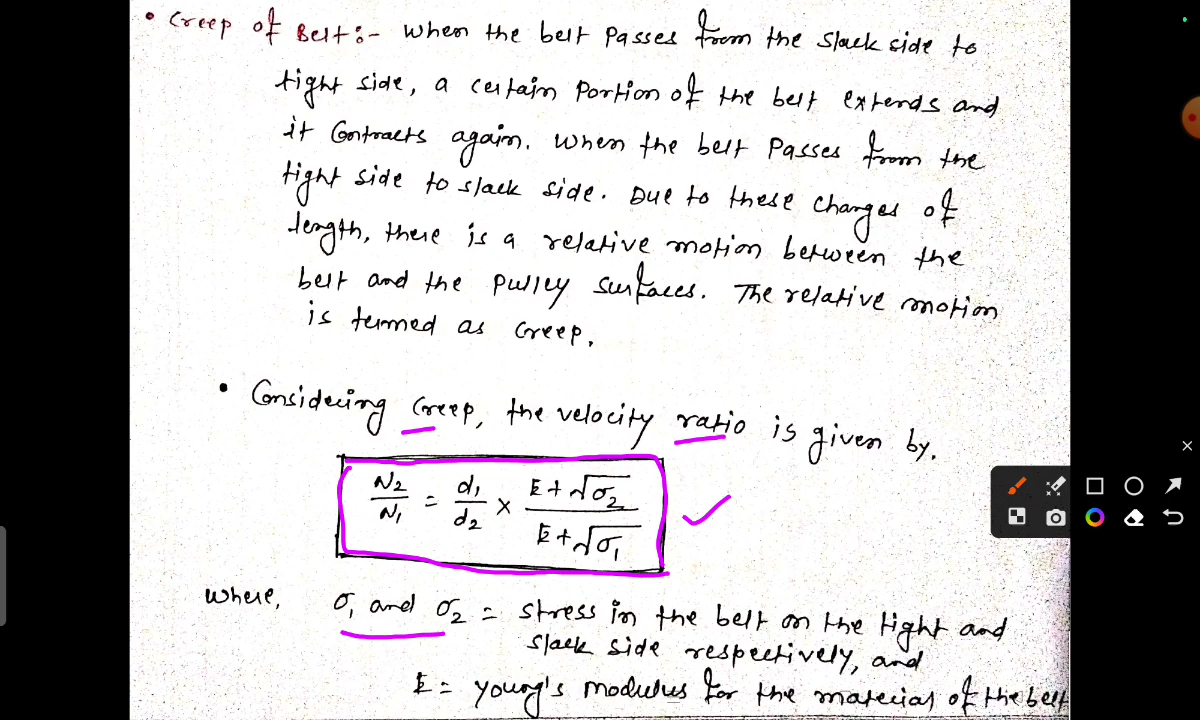 • Creep of Belt:- When the belt passes from the slack side to
tight side, a certain portion of the belt extends and
it Contracts again. When the belt passes from the
tight side to slack side. Due to these changes of
length, there is a relative motion between the
belt and the pulley surfaces. The relative motion
is termed as creep.
• Considering Creep, the velocity ratio is given by.
N₂/N₁ = d₁/d₂ × (E + √σ₂)/(E + √σ₁)
where, σ₁ and σ₂ = stress in the belt on the tight and
slack side respectively, and
E = young's modulus for the material of the belt